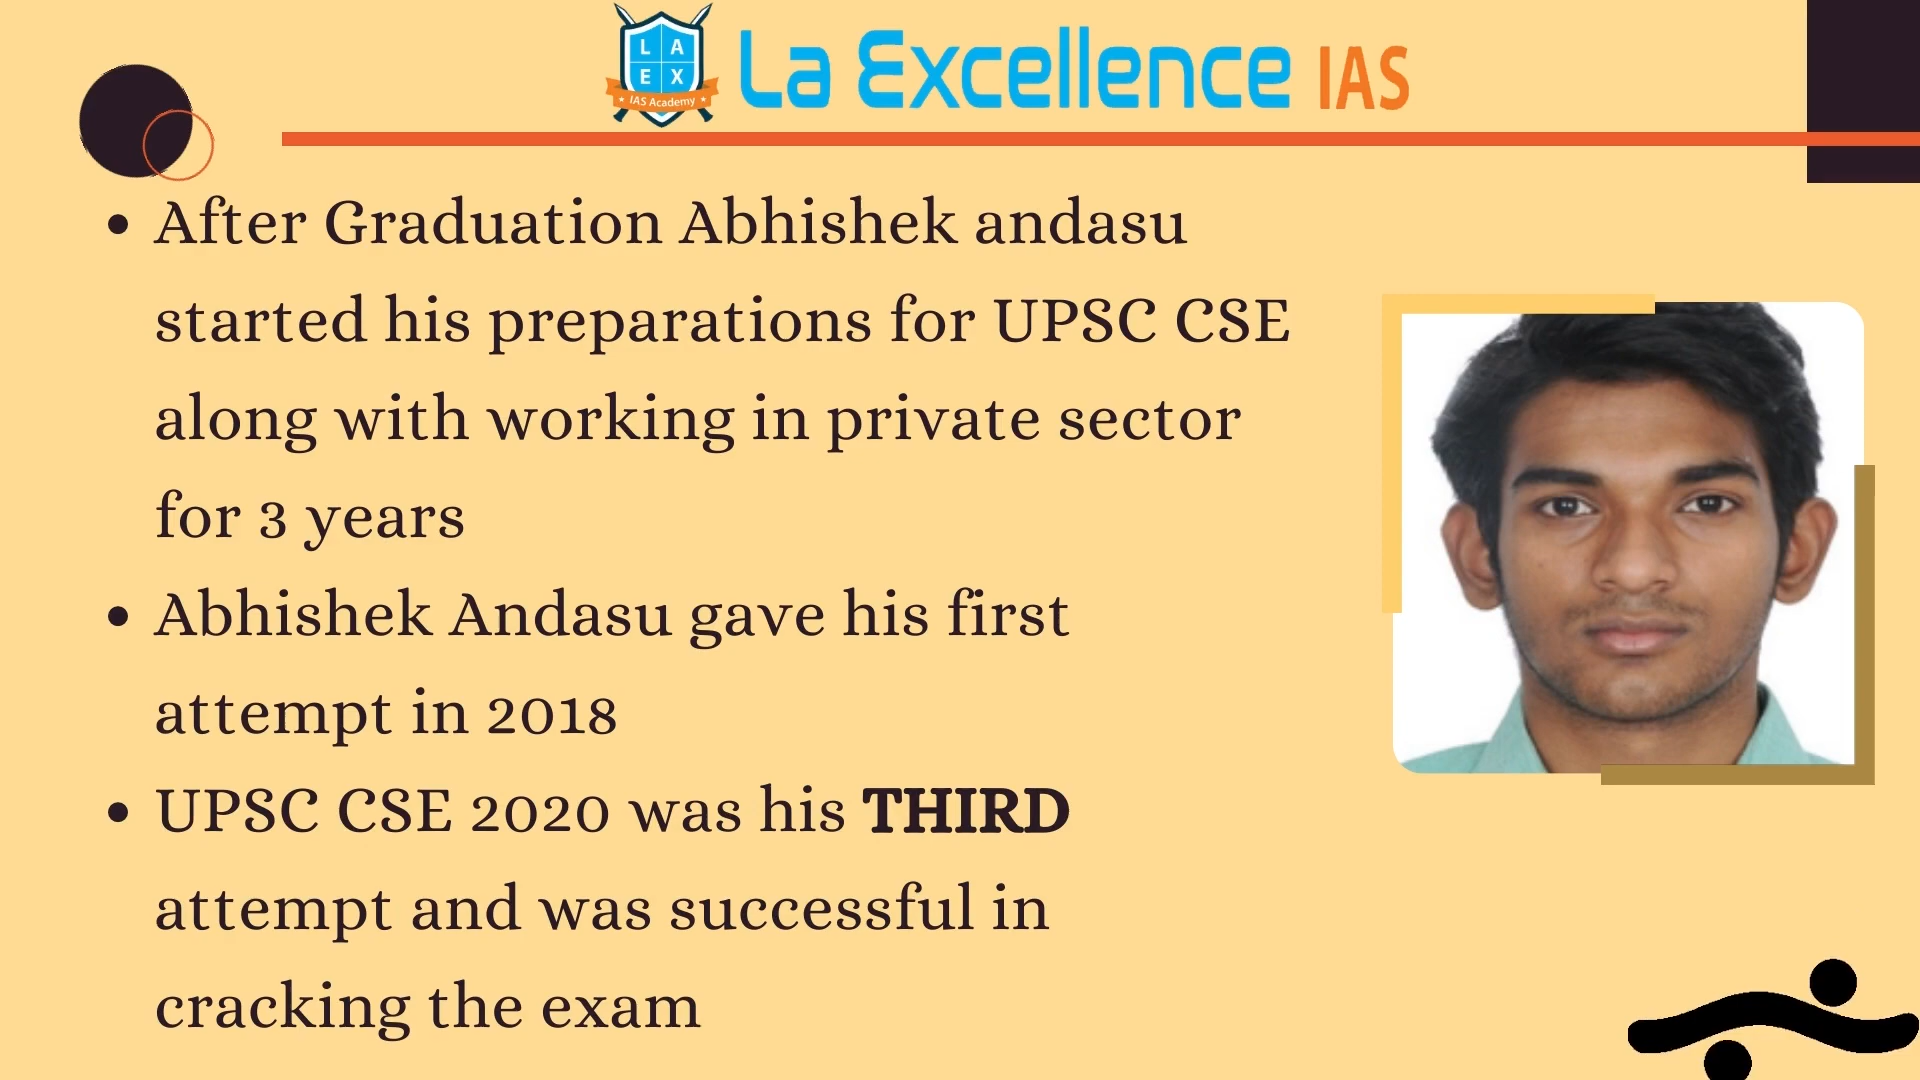 LA
EX
IAS Academy
La Excellence IAS
• After Graduation Abhishek andasu
started his preparations for UPSC CSE
along with working in private sector
for 3 years
• Abhishek Andasu gave his first
attempt in 2018
• UPSC CSE 2020 was his THIRD
attempt and was successful in
cracking the exam